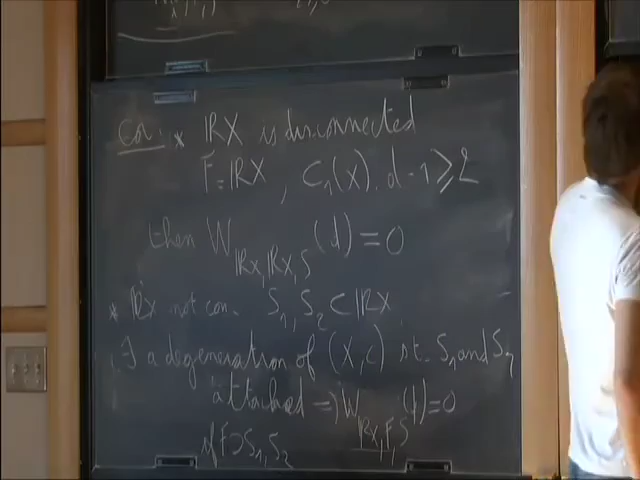 Cor: * ℝX is disconnected
F=ℝX, C₁(X).d-1⩾2
then W_{ℝX,ℝX,S}(d)=0
* ℝX not con. S₁,S₂⊂ℝX
∃ a degeneration of (X,c) st. S₁ and S₂
attached ⇒ W_{ℝX,F,S}(d)=0
if F⊃S₁,S₂